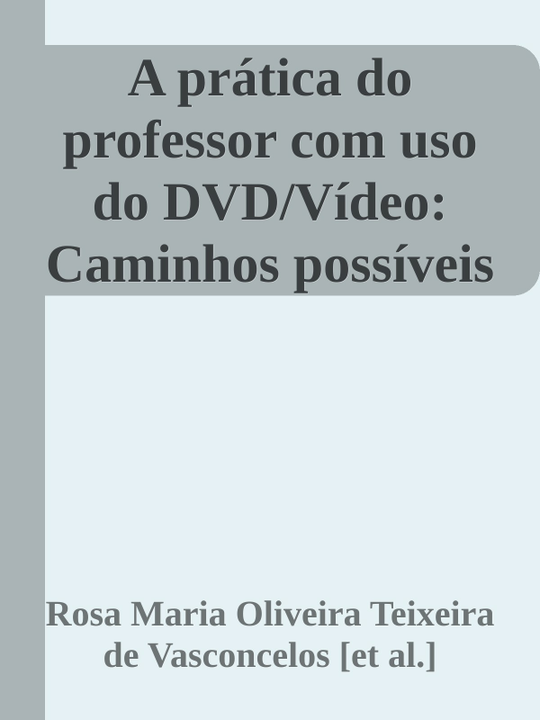 A prática do
professor com uso
do DVD/Vídeo:
Caminhos possíveis
Rosa Maria Oliveira Teixeira
de Vasconcelos [et al.]